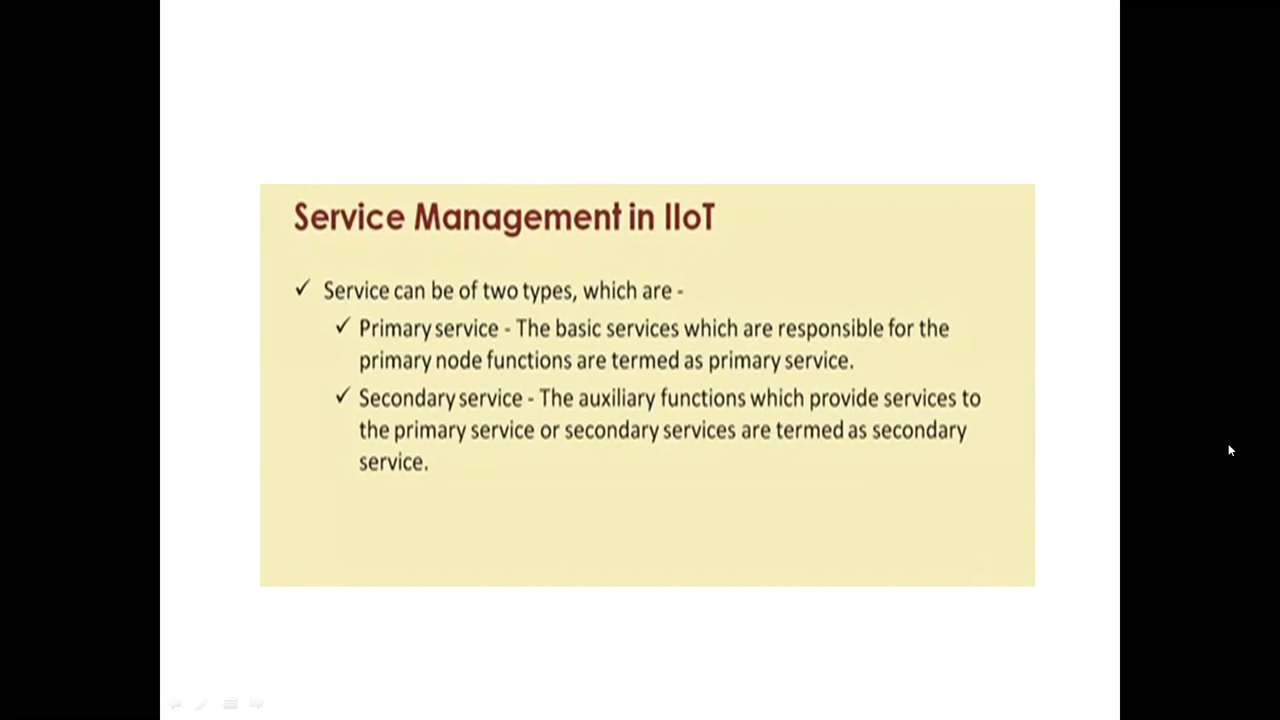 Service Management in IIoT
✓ Service can be of two types, which are -
✓ Primary service - The basic services which are responsible for the
primary node functions are termed as primary service.
✓ Secondary service - The auxiliary functions which provide services to
the primary service or secondary services are termed as secondary
service.